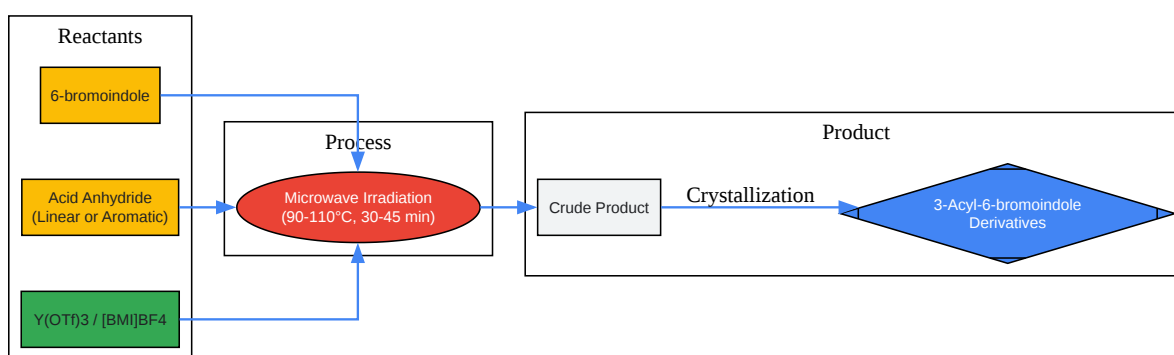 Reactants
6-bromoindole
Acid Anhydride
(Linear or Aromatic)
Y(OTf)3 / [BMI]BF4
Process
Microwave Irradiation
(90-110°C, 30-45 min)
Product
Crude Product
Crystallization
3-Acyl-6-bromoindole
Derivatives